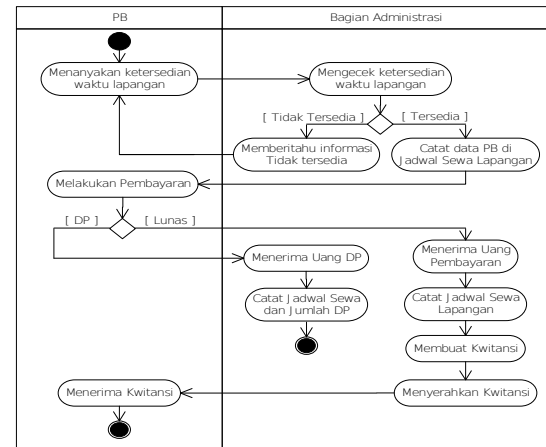 PB
Bagian Administrasi
Menanyakan ketersedian
waktu lapangan
Mengecek ketersedian
waktu lapangan
[ Tidak Tersedia ]
[ Tersedia ]
Memberitahu informasi
Tidak tersedia
Catat data PB di
Jadwal Sewa Lapangan
Melakukan Pembayaran
[ DP ]
[ Lunas ]
Menerima Uang DP
Menerima Uang
Pembayaran
Catat Jadwal Sewa
dan Jumlah DP
Catat Jadwal Sewa
Lapangan
Membuat Kwitansi
Menerima Kwitansi
Menyerahkan Kwitansi